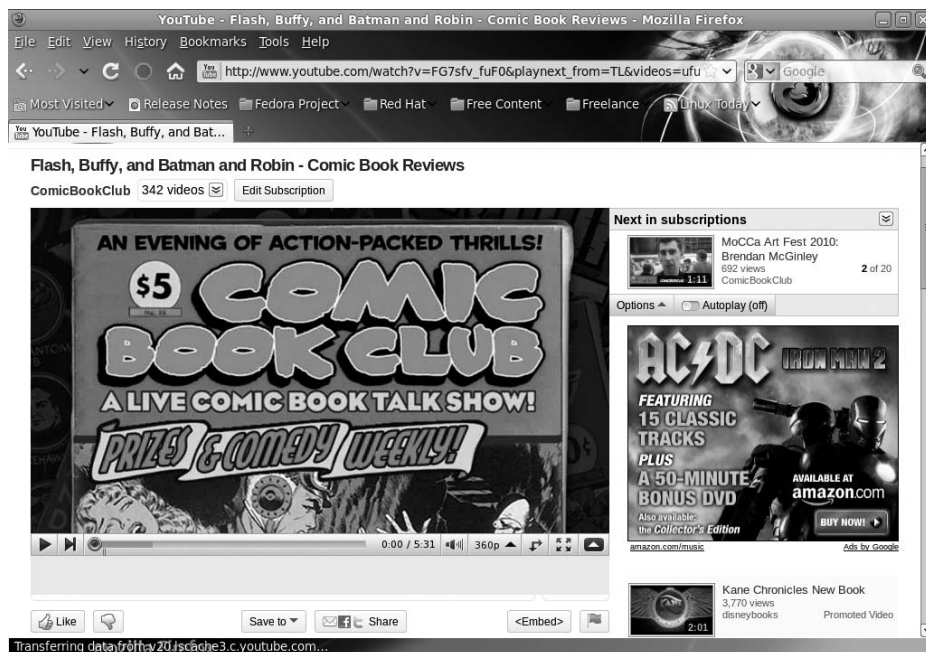 YouTube - Flash, Buffy, and Batman and Robin - Comic Book Reviews - Mozilla Firefox
File Edit View History Bookmarks Tools Help
You Tube http://www.youtube.com/watch?v=FG7sfv_fuF0&playnext_from=TL&videos=ufu Google
Most Visited Release Notes Fedora Project Red Hat Free Content Freelance Linux Today
You Tube YouTube - Flash, Buffy, and Bat...
Flash, Buffy, and Batman and Robin - Comic Book Reviews
ComicBookClub 342 videos Edit Subscription
AN EVENING OF ACTION-PACKED THRILLS!
$5
COMIC
BOOK CLUB
A LIVE COMIC BOOK TALK SHOW!
PRIZES & COMEDY WEEKLY!
0:00 / 5:31 360p
Like Save to Share <Embed>
Next in subscriptions
MoCCa Art Fest 2010:
Brendan McGinley
692 views
ComicBookClub
2 of 20
1:11
Options Autoplay (off)
AC/DC IRON MAN 2
FEATURING
15 CLASSIC
TRACKS
PLUS
A 50-MINUTE
BONUS DVD
Also available:
the Collector's Edition
AVAILABLE AT
amazon.com
BUY NOW!
amazon.com/music Ads by Google
KANE
2:01
Kane Chronicles New Book
3,770 views
disneybooks Promoted Video
Transferring data from v20.lscache3.c.youtube.com...